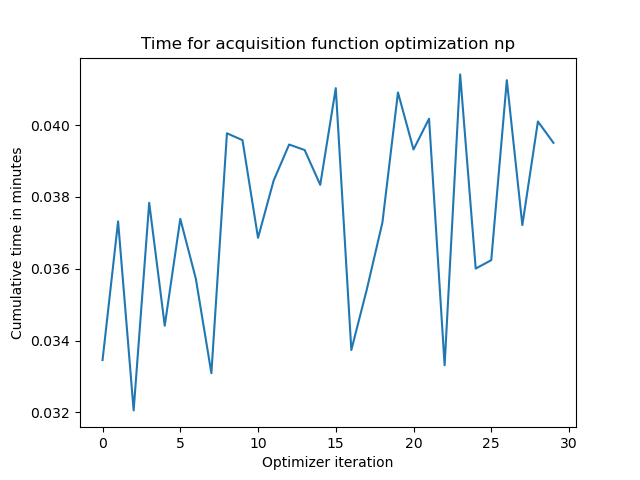 Time for acquisition function optimization np
Cumulative time in minutes
0.040
0.038
0.036
0.034
0.032
0 5 10 15 20 25 30
Optimizer iteration